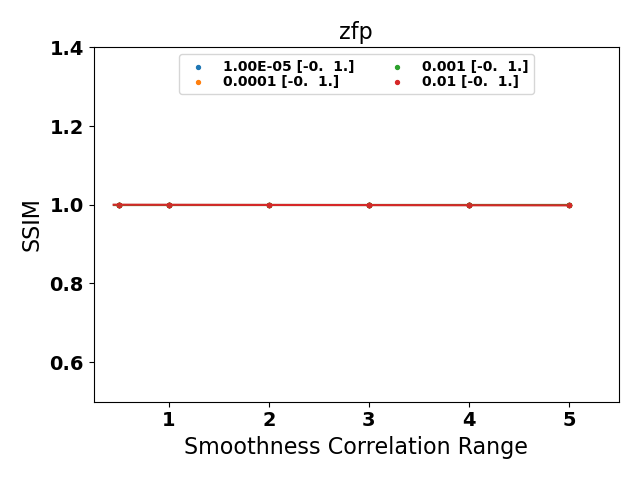 zfp
1.4
1.00E-05 [-0.  1.]
0.001 [-0.  1.]
0.0001 [-0.  1.]
0.01 [-0.  1.]
1.2
1.0
0.8
0.6
SSIM
1 2 3 4 5
Smoothness Correlation Range